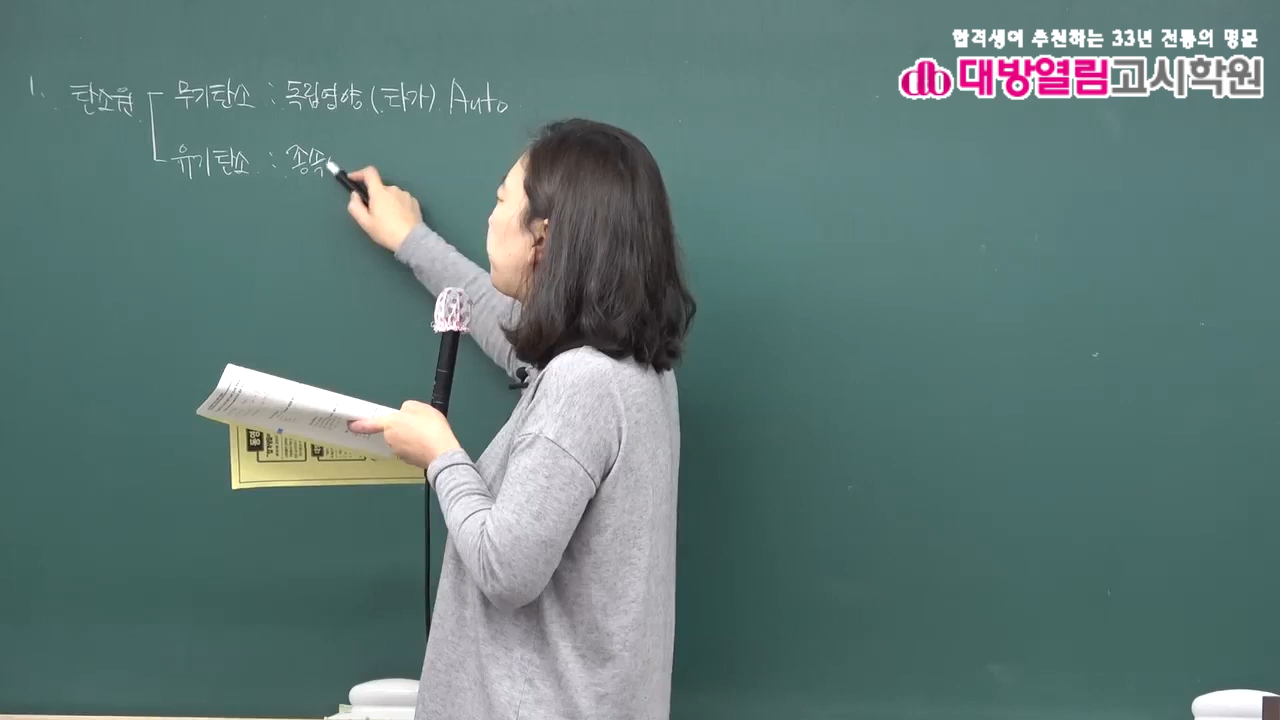 합격생이 추천하는 33년 전통의 명문
대방열림고시학원
1. 탄소원 무기탄소 : 독립영양 (타가) Auto
유기탄소 : 종속